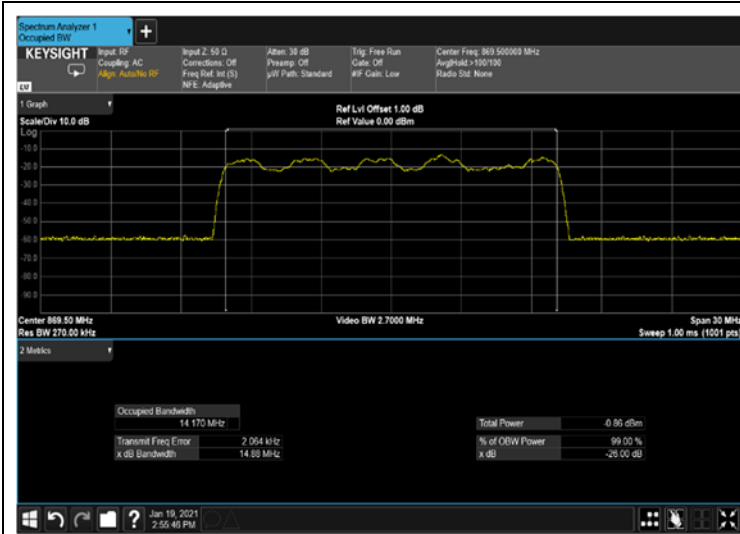 Spectrum Analyzer 1
Occupied BW
KEYSIGHT
Input: RF
Coupling: AC
Align: Auto/No RF
Input Z: 50 Ω
Corrections: Off
Freq Ref: Int (S)
NFE: Adaptive
Atten: 30 dB
Preamp: Off
µW Path: Standard
Trig: Free Run
Gate: Off
#IF Gain: Low
Center Freq: 869.500000 MHz
Avg|Hold:>100/100
Radio Std: None
1 Graph
Scale/Div 10.0 dB
Ref Lvl Offset 1.00 dB
Ref Value 0.00 dBm
Log
-10.0
-20.0
-30.0
-40.0
-50.0
-60.0
-70.0
-80.0
-90.0
Center 869.50 MHz
Video BW 2.7000 MHz
Span 30 MHz
Res BW 270.00 kHz
Sweep 1.00 ms (1001 pts)
2 Metrics
Occupied Bandwidth
14.170 MHz
Total Power -0.86 dBm
Transmit Freq Error 2.064 kHz
% of OBW Power 99.00 %
x dB Bandwidth 14.88 MHz
x dB -26.00 dB
Jan 19, 2021
2:55:46 PM